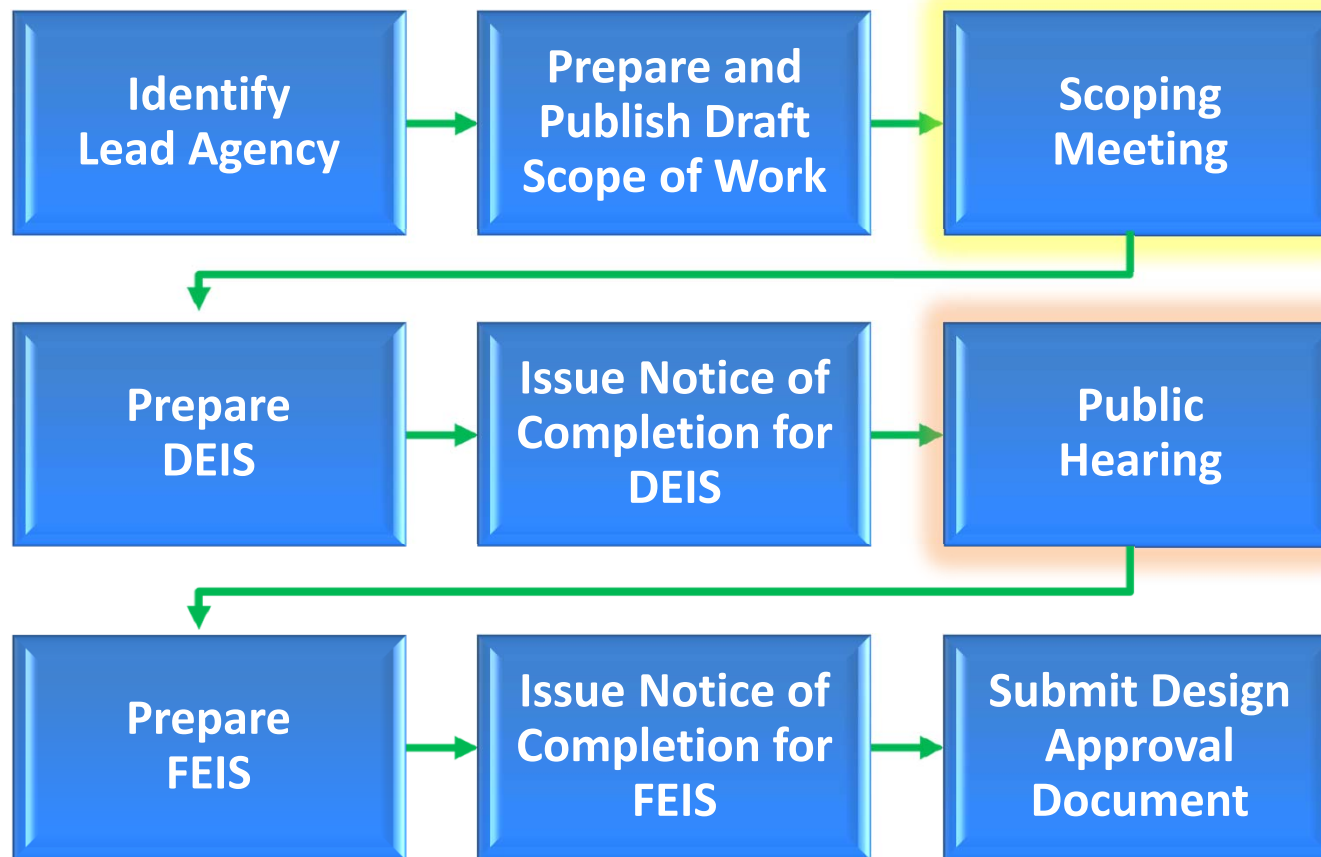 Identify
Lead Agency
Prepare and
Publish Draft
Scope of Work
Scoping
Meeting
Prepare
DEIS
Issue Notice of
Completion for
DEIS
Public
Hearing
Prepare
FEIS
Issue Notice of
Completion for
FEIS
Submit Design
Approval
Document